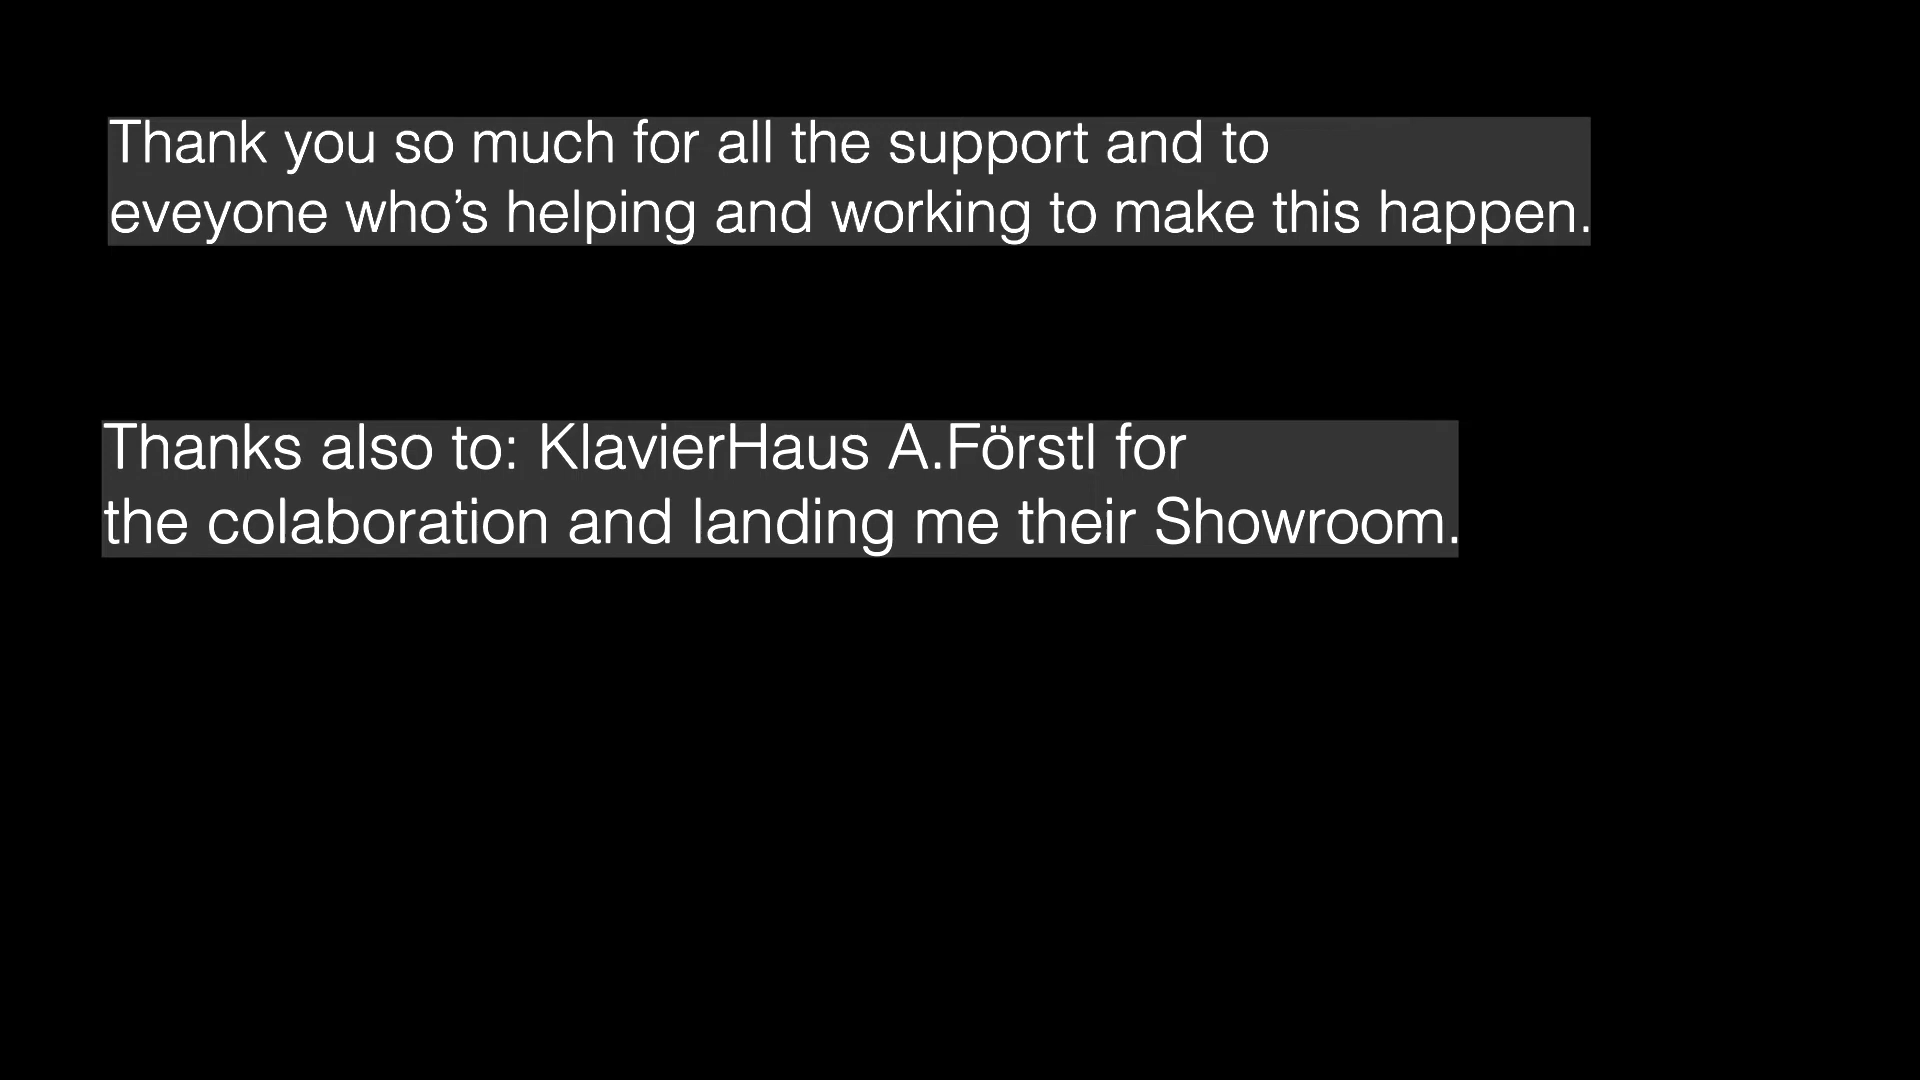 Thank you so much for all the support and to
eveyone who’s helping and working to make this happen.
Thanks also to: KlavierHaus A.Förstl for
the colaboration and landing me their Showroom.